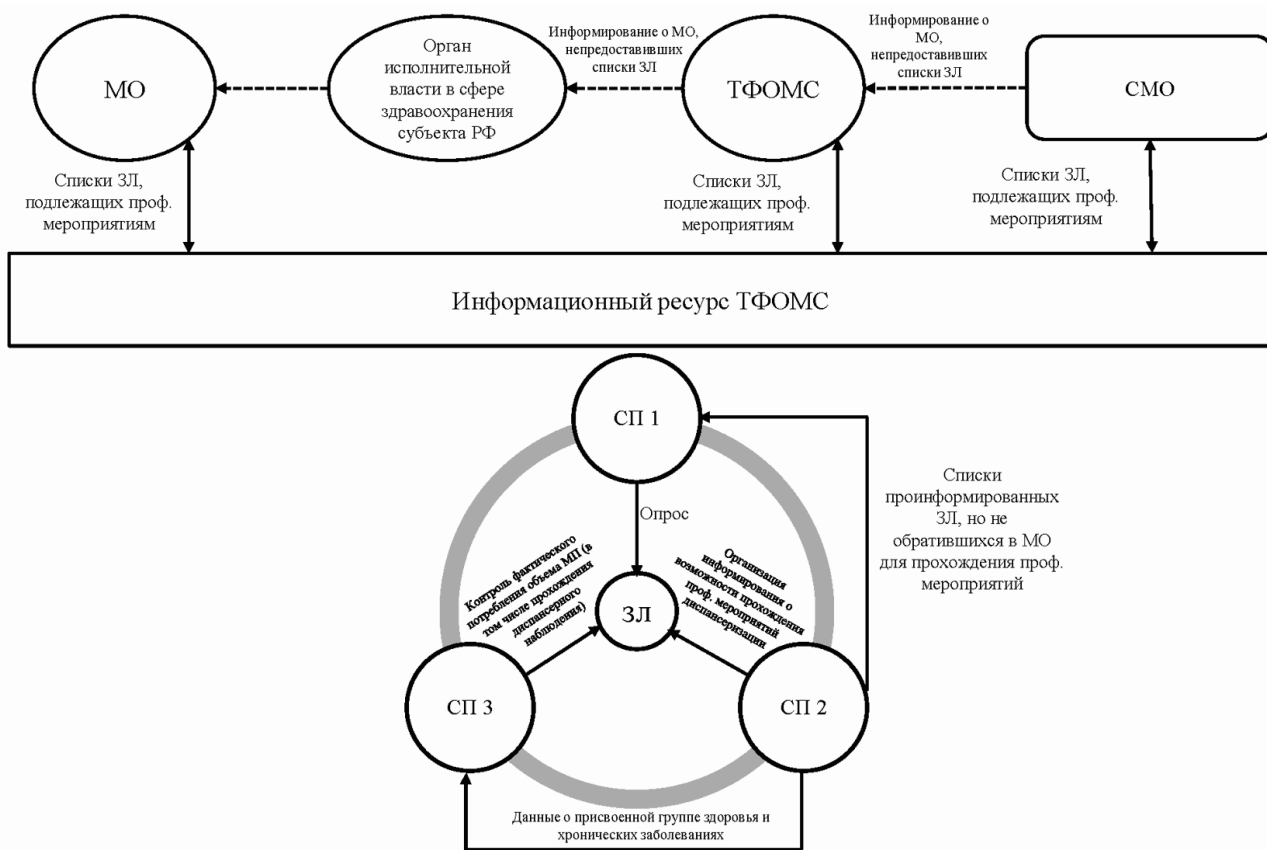 МО
Орган
исполнительной
власти в сфере
здравоохранения
субъекта РФ
Информирование о МО,
непредоставивших
списки ЗЛ
ТФОМС
Информирование о
МО,
непредоставивших
списки ЗЛ
СМО
Списки ЗЛ,
подлежащих проф.
мероприятиям
Списки ЗЛ,
подлежащих проф.
мероприятиям
Списки ЗЛ,
подлежащих проф.
мероприятиям
Информационный ресурс ТФОМС
СП 1
Опрос
Списки
проинформированных
ЗЛ, но не
обратившихся в МО
для прохождения проф.
мероприятий
Контроль фактического
потребления объема МП (в
том числе прохождения
диспансерного
наблюдения)
Организация
информирования о
возможности прохождения
проф. мероприятий
диспансеризации
ЗЛ
СП 3
СП 2
Данные о присвоенной группе здоровья и
хронических заболеваниях